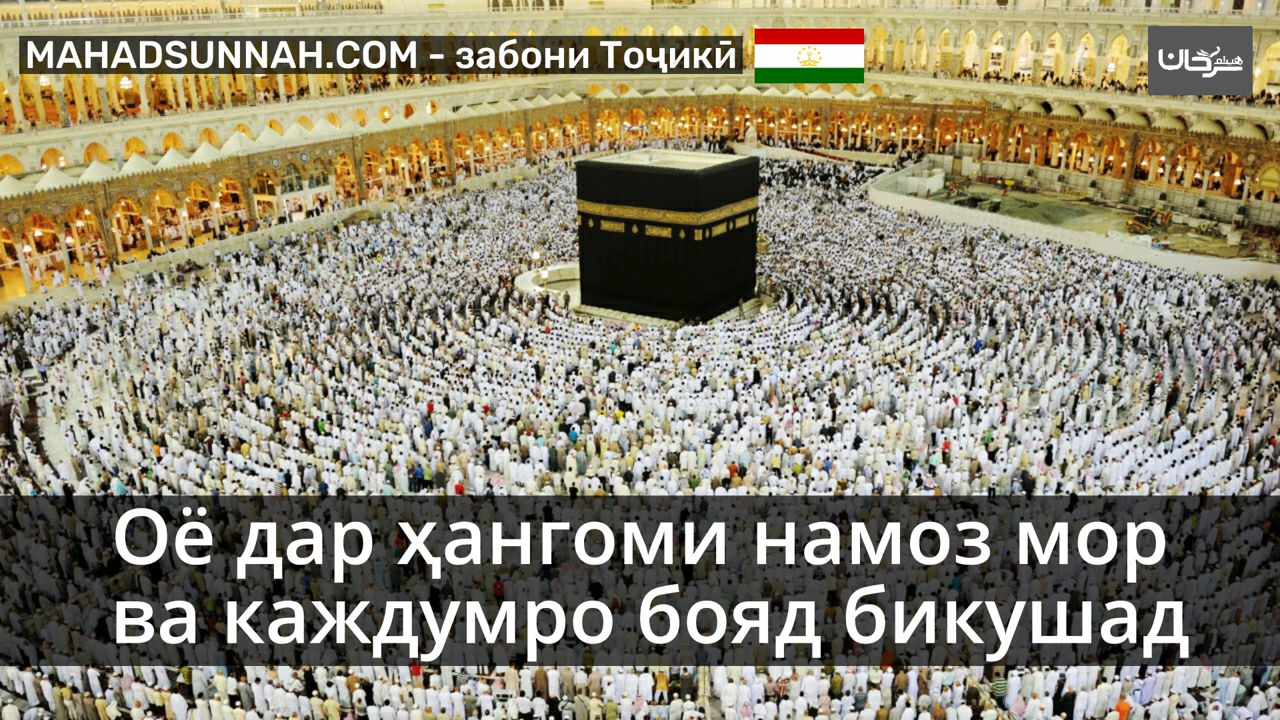 MAHADSUNNAH.COM - забони Тоҷикӣ
Оё дар ҳангоми намоз мор
ва каждумро бояд бикушад